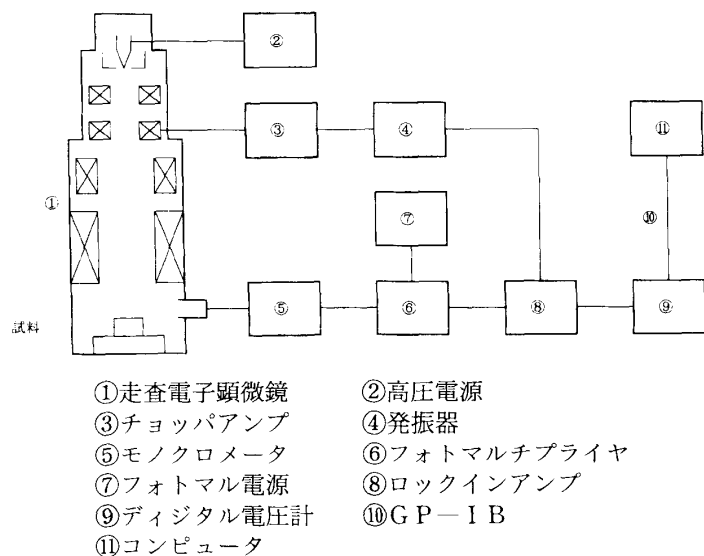 ②
③
④
⑪
①
⑦
⑩
⑤
⑥
⑧
⑨
試料
①走査電子顕微鏡 ②高圧電源
③チョッパアンプ ④発振器
⑤モノクロメータ ⑥フォトマルチプライヤ
⑦フォトマル電源 ⑧ロックインアンプ
⑨ディジタル電圧計 ⑩GP−IB
⑪コンピュータ